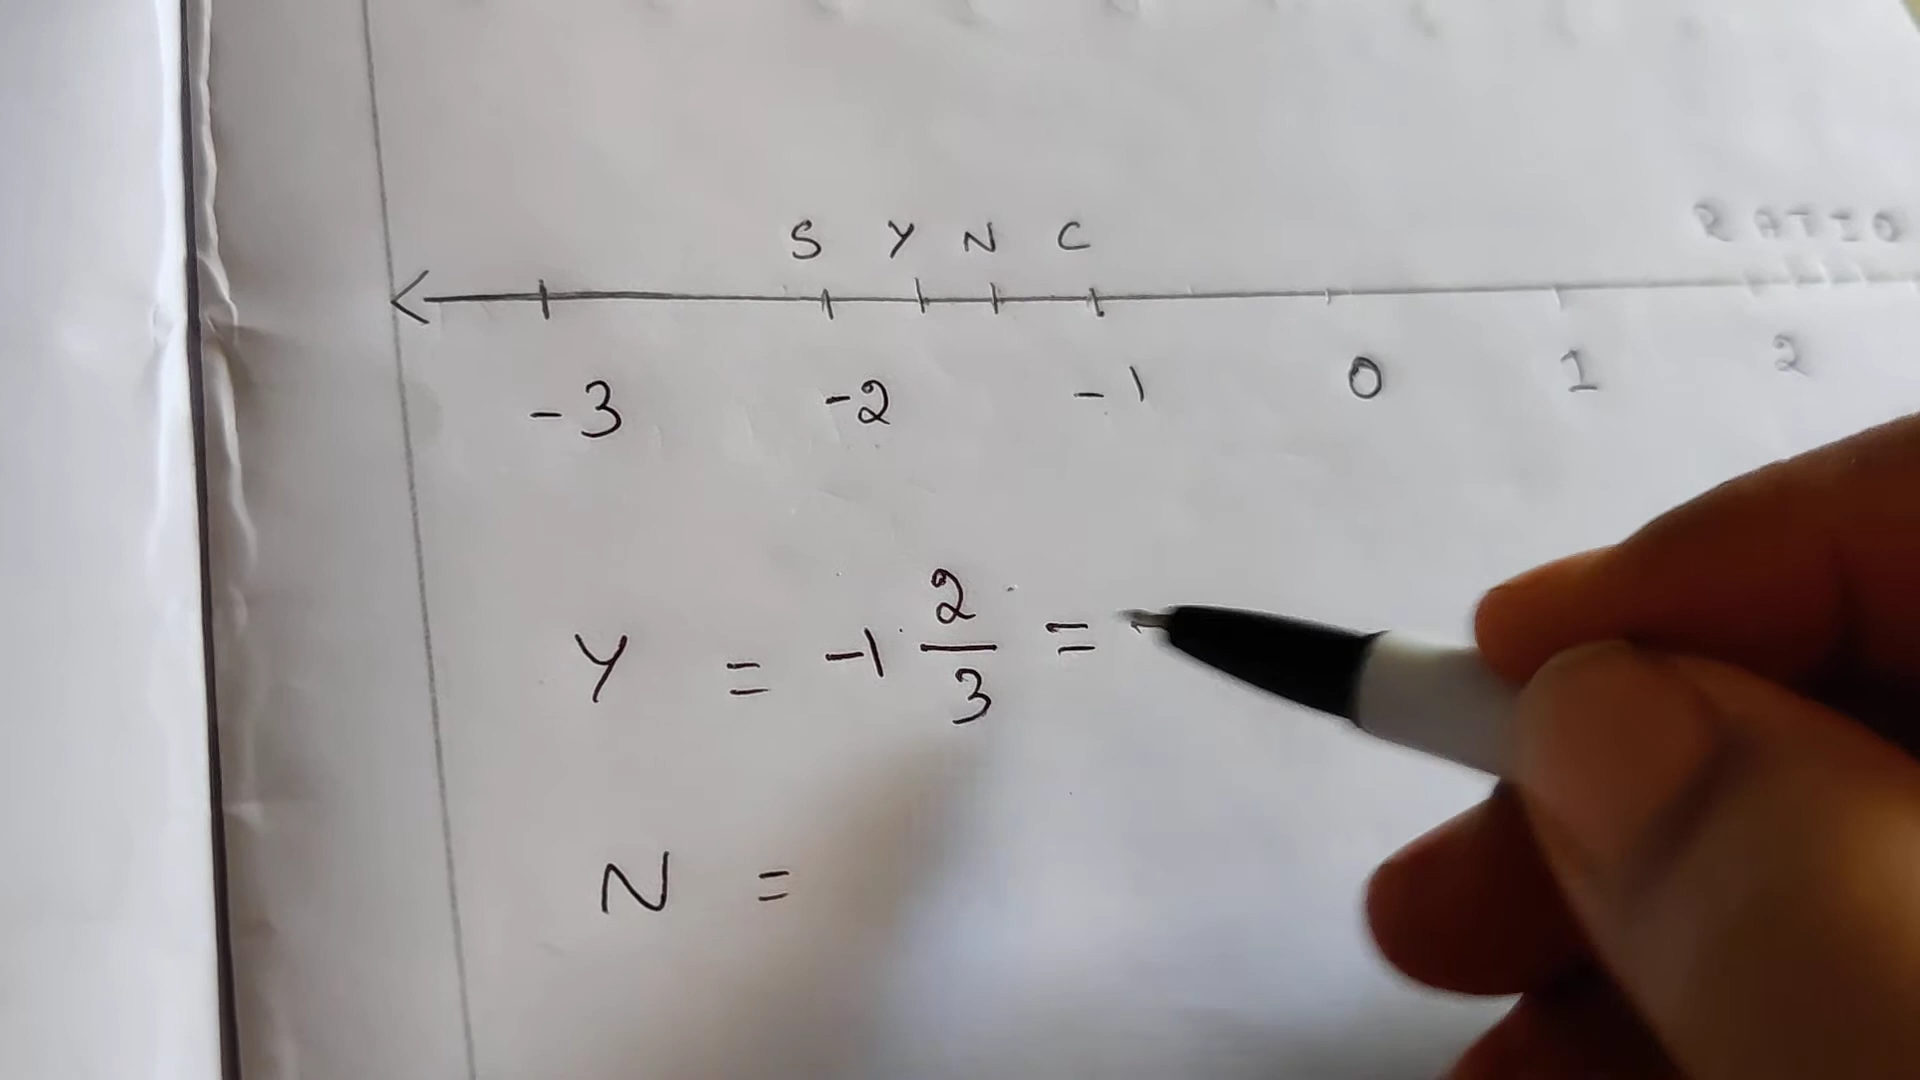 S Y N C RATIO
-3 -2 -1 0 1 2
Y = -1 2/3 =
N =